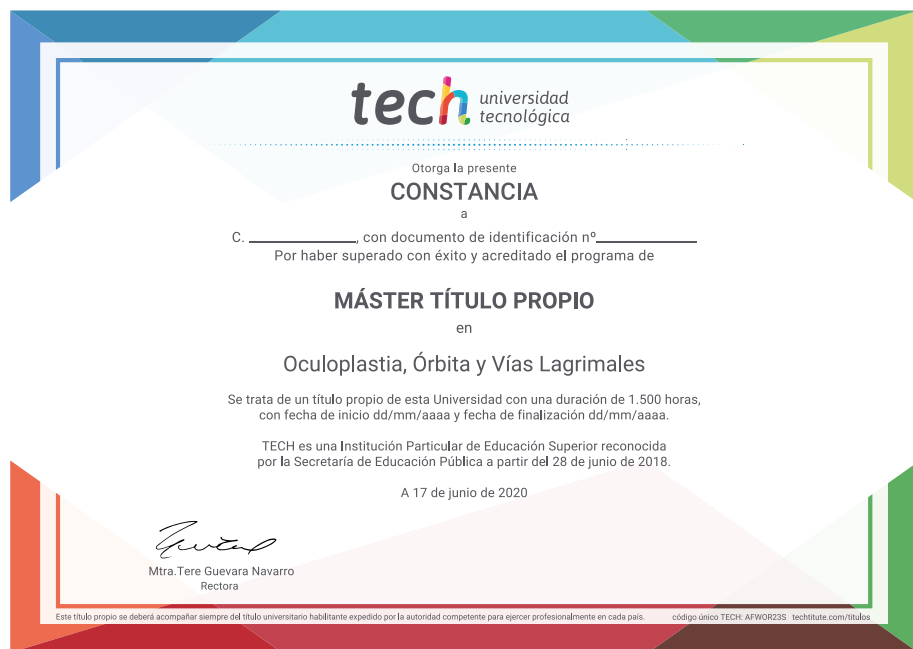 tech universidad
tecnológica
Otorga la presente
CONSTANCIA
a
C. ____________, con documento de identificación nº____________
Por haber superado con éxito y acreditado el programa de
MÁSTER TÍTULO PROPIO
en
Oculoplastia, Órbita y Vías Lagrimales
Se trata de un título propio de esta Universidad con una duración de 1.500 horas,
con fecha de inicio dd/mm/aaaa y fecha de finalización dd/mm/aaaa.
TECH es una Institución Particular de Educación Superior reconocida
por la Secretaría de Educación Pública a partir del 28 de junio de 2018.
A 17 de junio de 2020
Mtra.Tere Guevara Navarro
Rectora
Este título propio se deberá acompañar siempre del título universitario habilitante expedido por la autoridad competente para ejercer profesionalmente en cada país. código único TECH: AFWOR23S techtitute.com/titulos